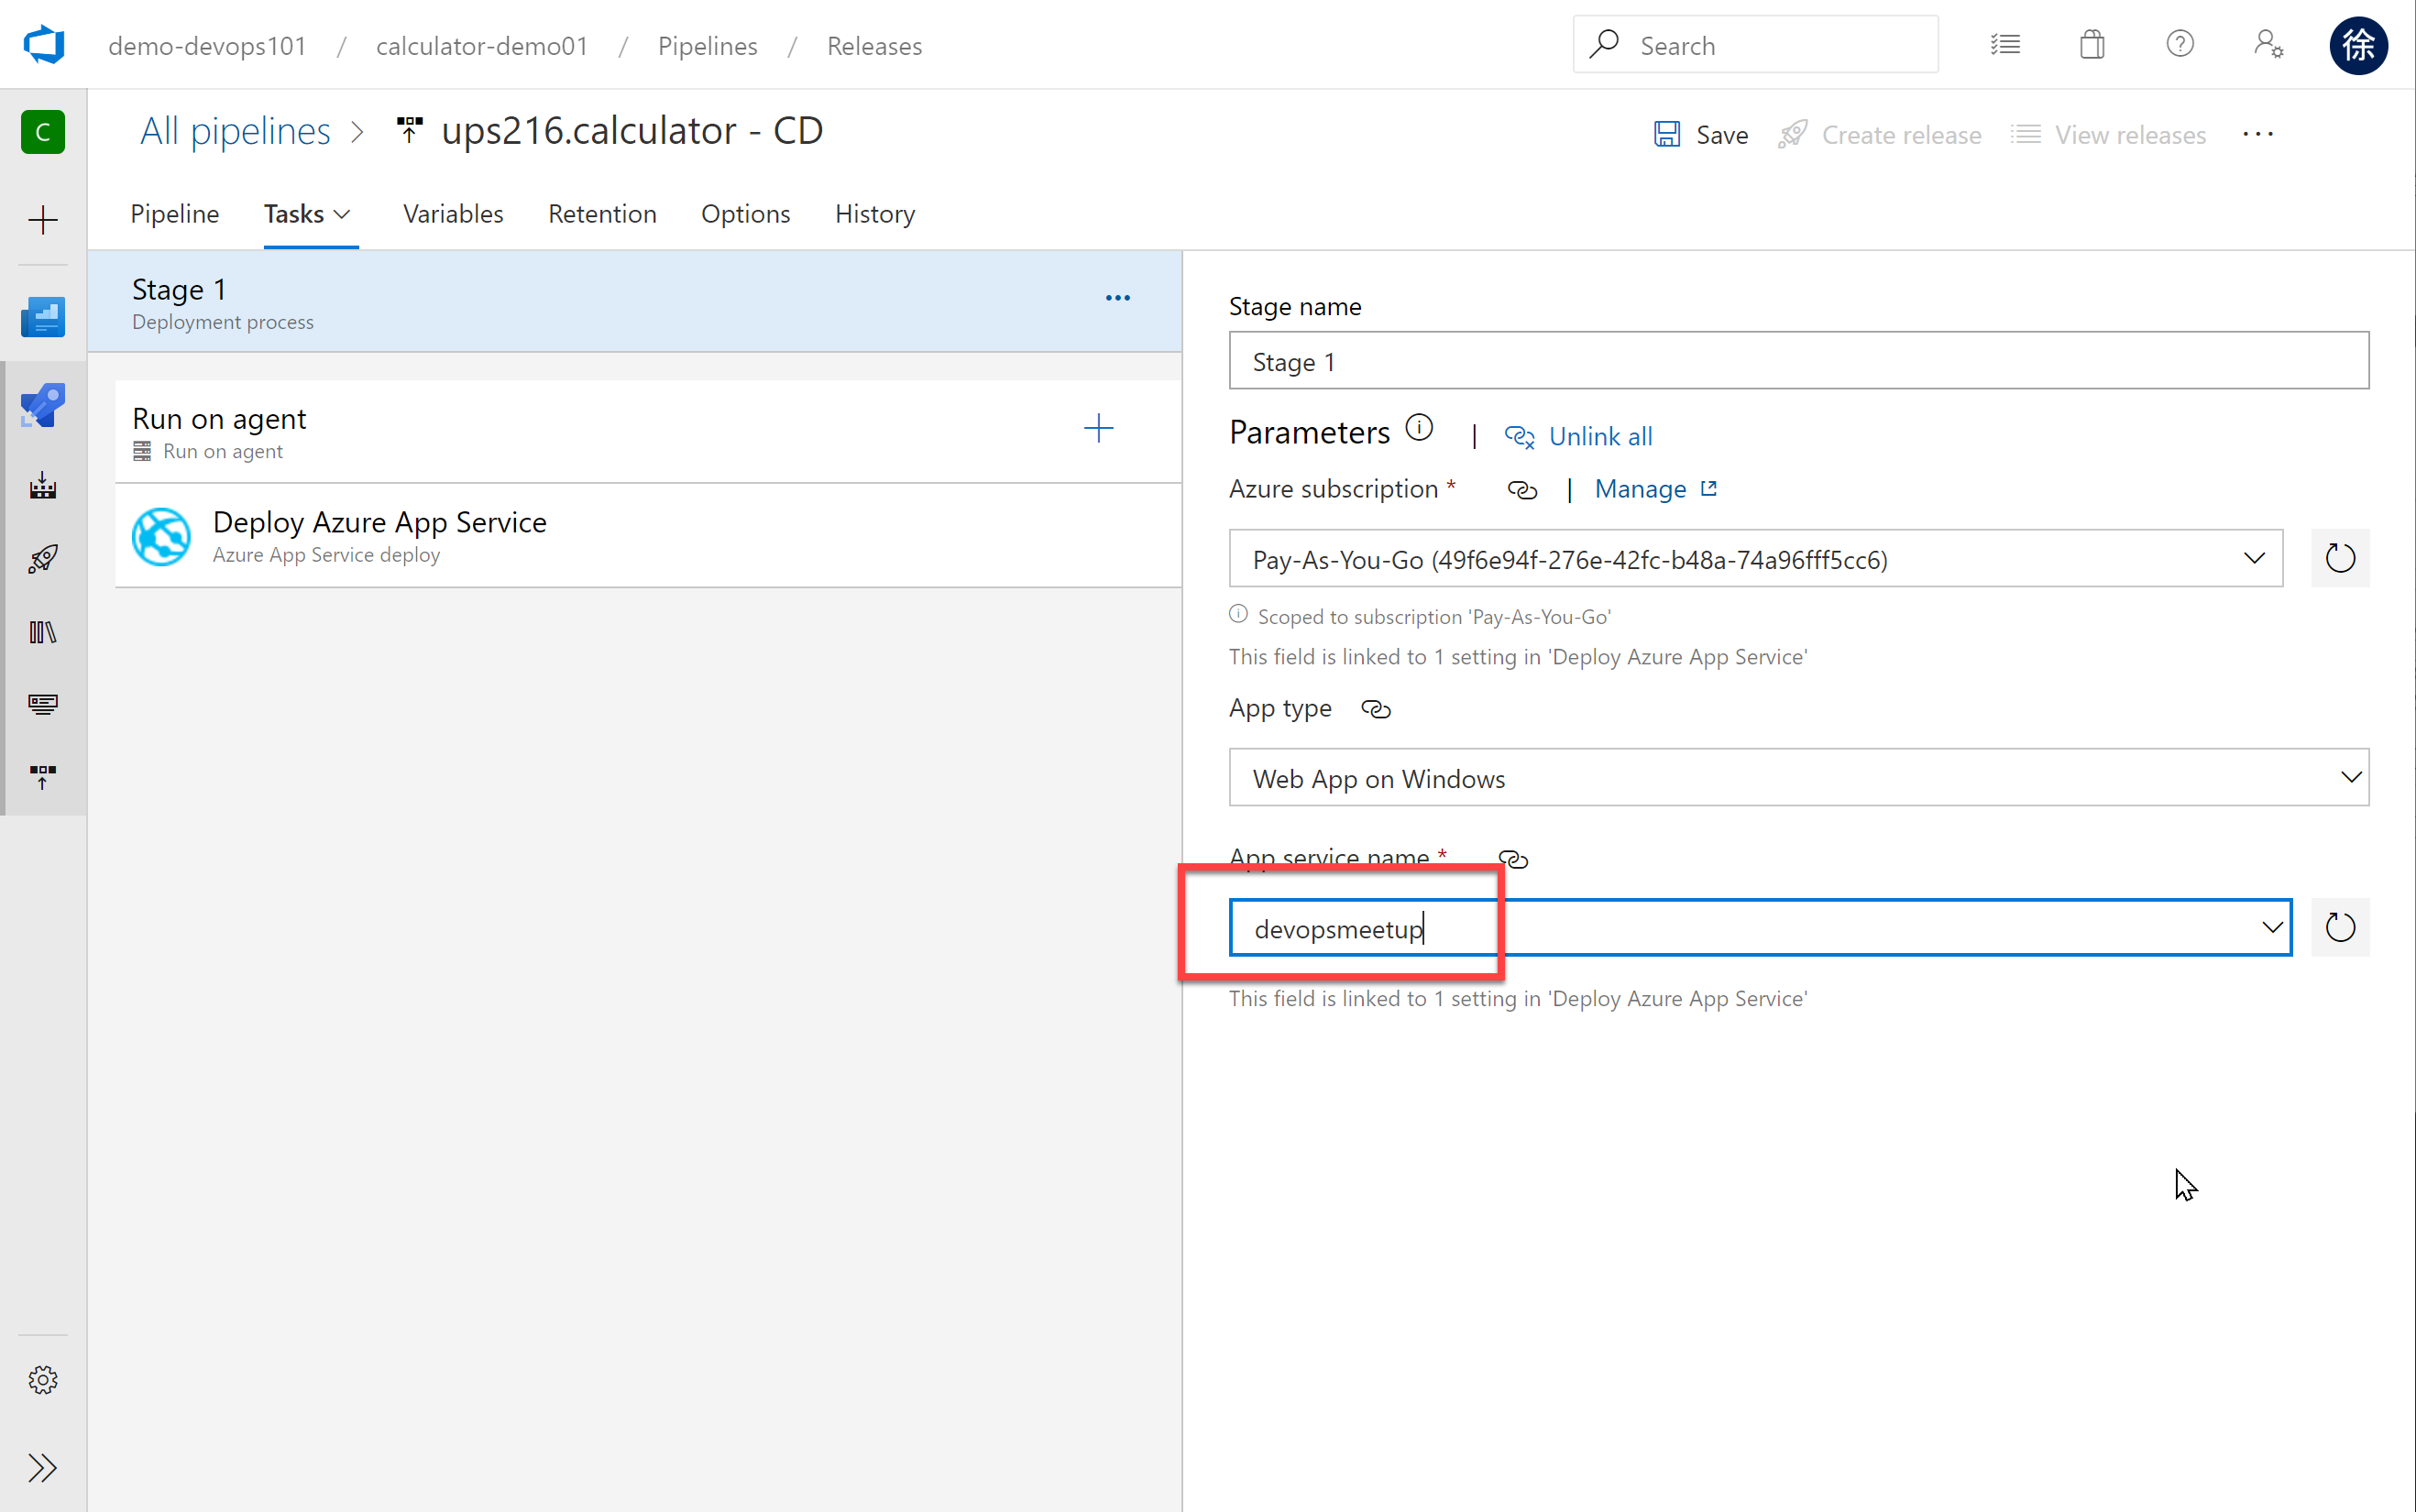 demo-devops101 / calculator-demo01 / Pipelines / Releases
Search
徐
C
All pipelines > ups216.calculator - CD
Save
Create release
View releases
Pipeline
Tasks
Variables
Retention
Options
History
Stage 1
Deployment process
Run on agent
Run on agent
Deploy Azure App Service
Azure App Service deploy
Stage name
Stage 1
Parameters | Unlink all
Azure subscription * | Manage
Pay-As-You-Go (49f6e94f-276e-42fc-b48a-74a96fff5cc6)
Scoped to subscription 'Pay-As-You-Go'
This field is linked to 1 setting in 'Deploy Azure App Service'
App type
Web App on Windows
App service name *
devopsmeetup
This field is linked to 1 setting in 'Deploy Azure App Service'